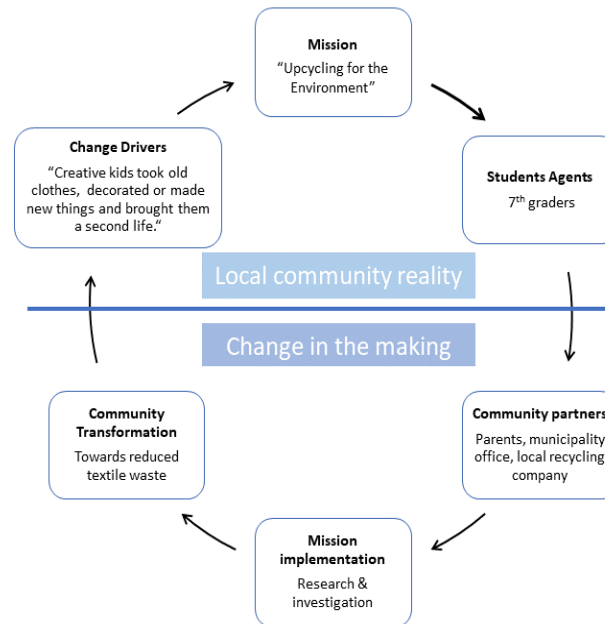 Mission
“Upcycling for the
Environment”
Change Drivers
“Creative kids took old
clothes, decorated or made
new things and brought them
a second life.“
Students Agents
7th graders
Local community reality
Change in the making
Community
Transformation
Towards reduced
textile waste
Community partners
Parents, municipality
office, local recycling
company
Mission
implementation
Research &
investigation